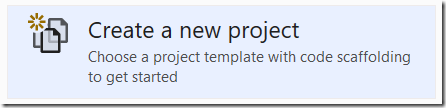 Create a new project
Choose a project template with code scaffolding
to get started